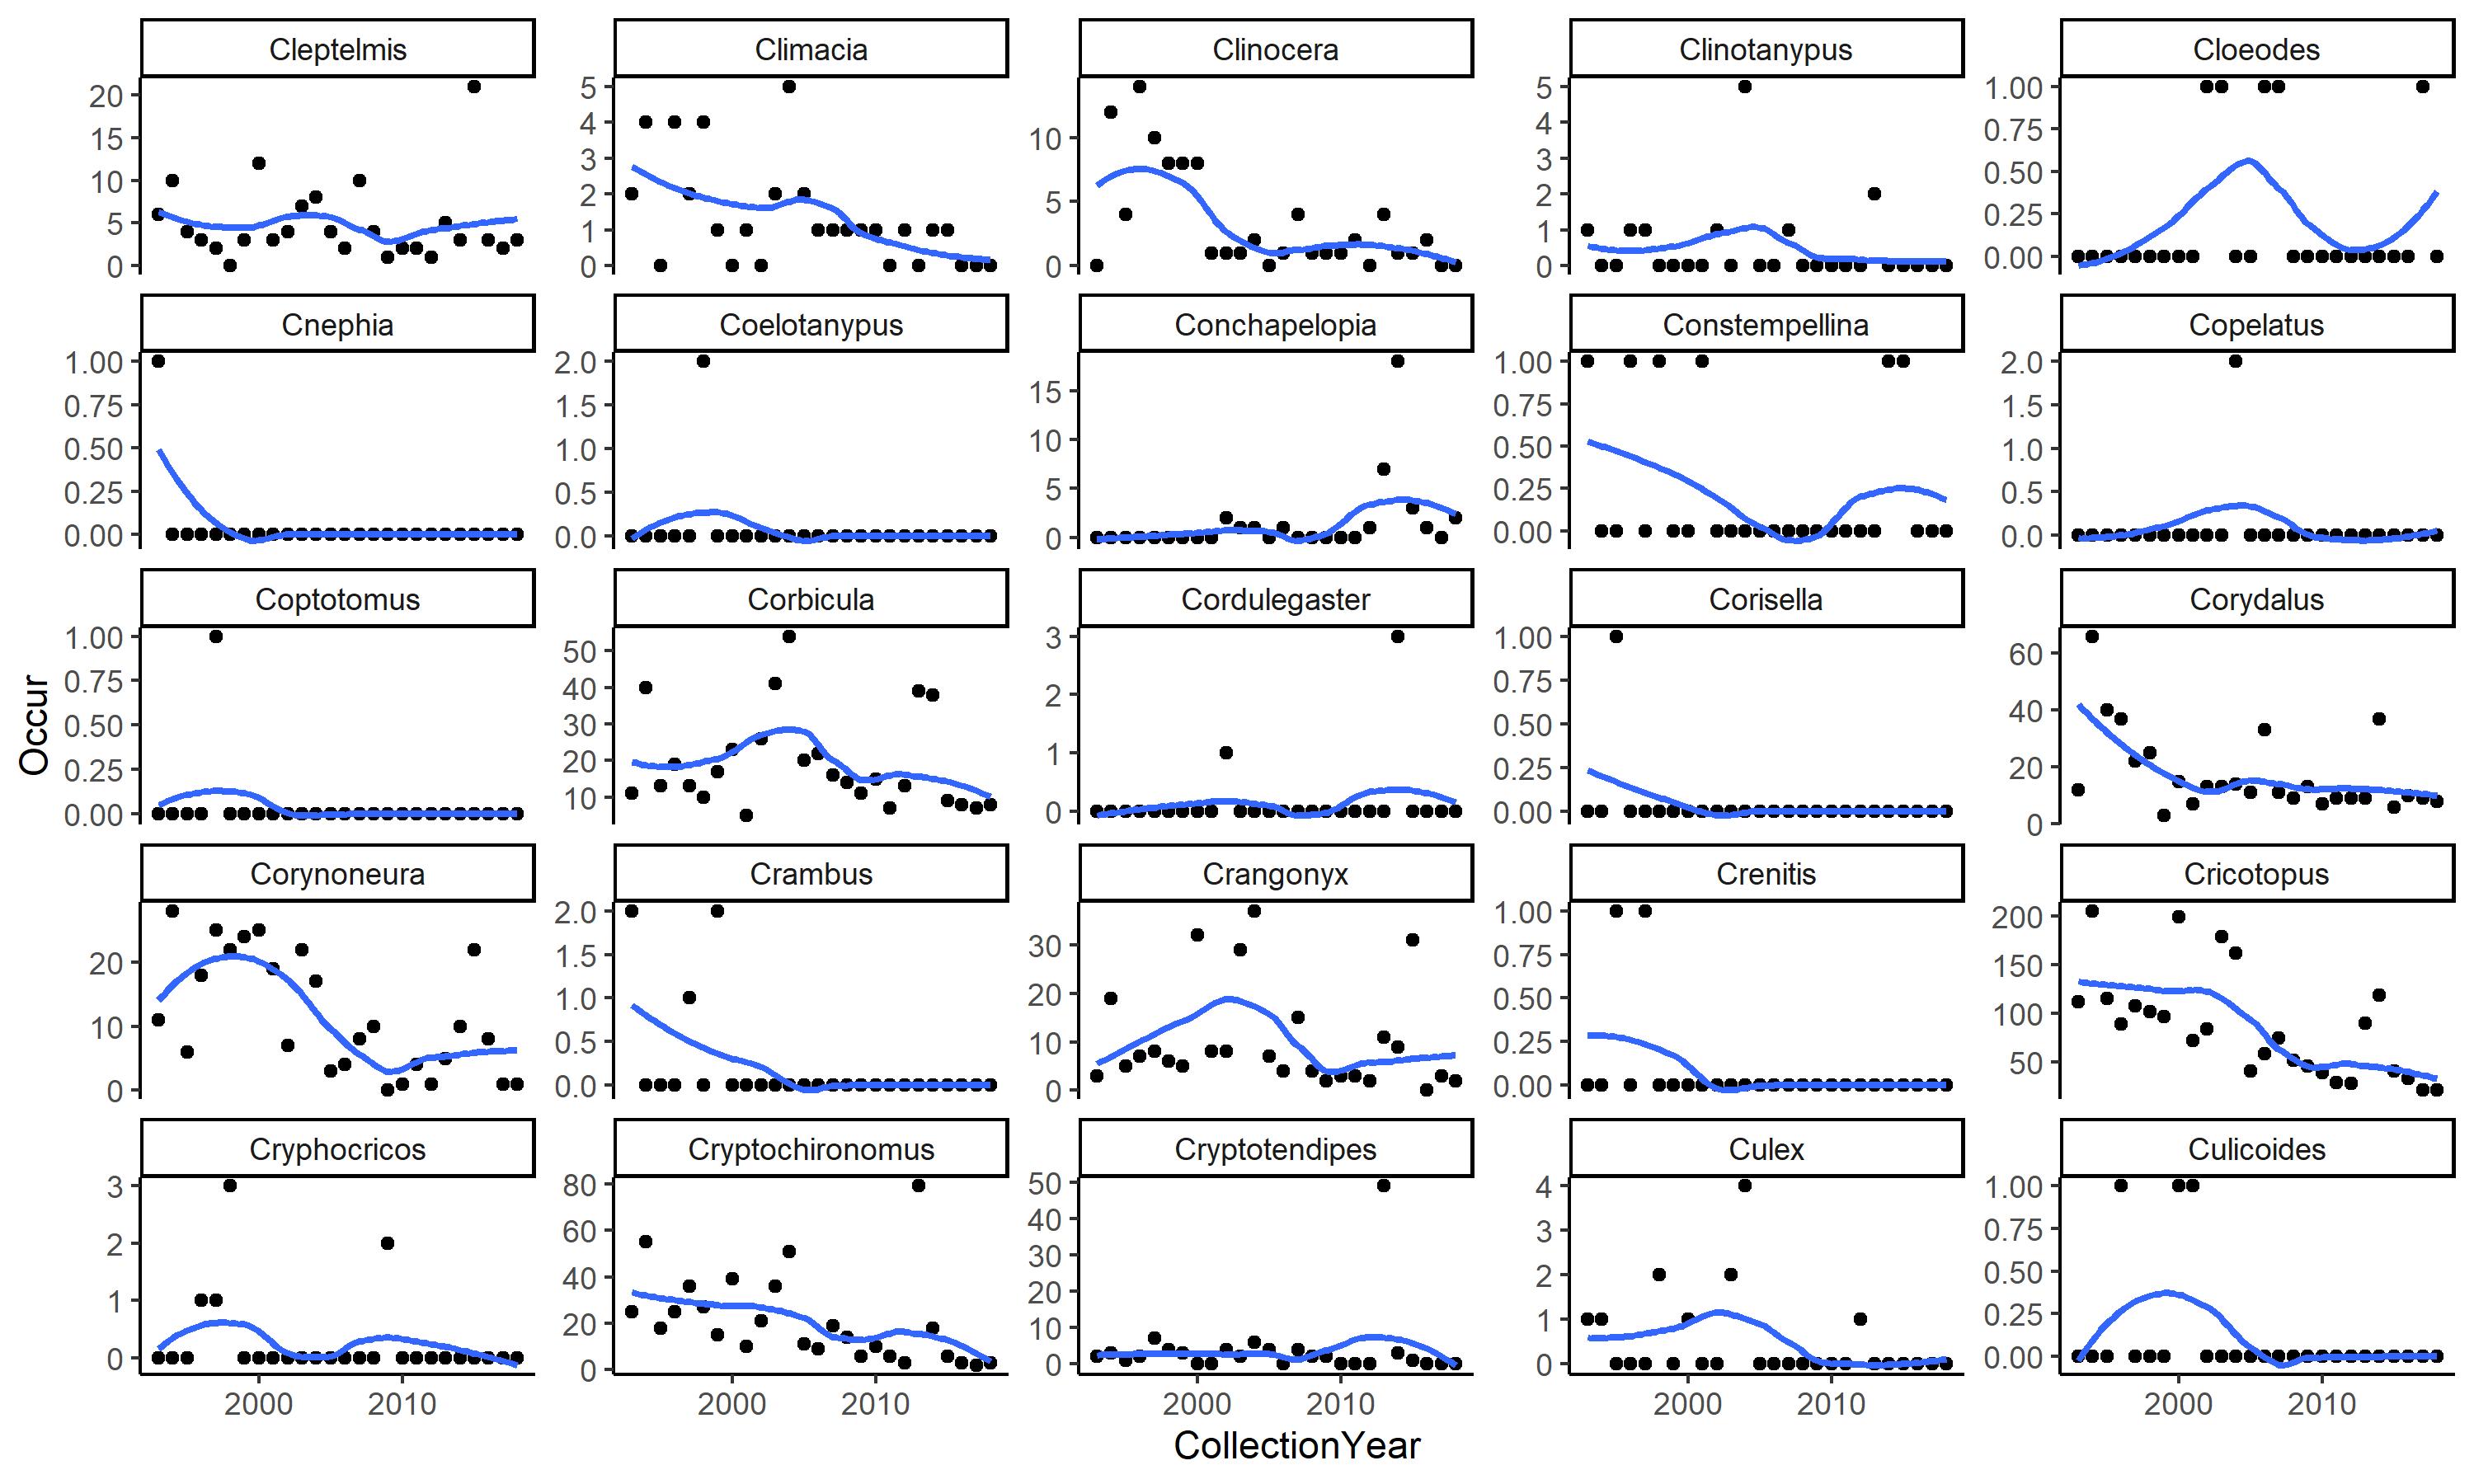 Cleptelmis Climacia Clinocera Clinotanypus Cloeodes
20 15 10 5 0
5 4 3 2 1 0
10 5 0
5 4 3 2 1 0
1.00 0.75 0.50 0.25 0.00
Cnephia Coelotanypus Conchapelopia Constempellina Copelatus
1.00 0.75 0.50 0.25 0.00
2.0 1.5 1.0 0.5 0.0
15 10 5 0
1.00 0.75 0.50 0.25 0.00
2.0 1.5 1.0 0.5 0.0
Coptotomus Corbicula Cordulegaster Corisella Corydalus
1.00 0.75 0.50 0.25 0.00
50 40 30 20 10
3 2 1 0
1.00 0.75 0.50 0.25 0.00
60 40 20 0
Occur
Corynoneura Crambus Crangonyx Crenitis Cricotopus
20 10 0
2.0 1.5 1.0 0.5 0.0
30 20 10 0
1.00 0.75 0.50 0.25 0.00
200 150 100 50
Cryphocricos Cryptochironomus Cryptotendipes Culex Culicoides
3 2 1 0
80 60 40 20 0
50 40 30 20 10 0
4 3 2 1 0
1.00 0.75 0.50 0.25 0.00
2000 2010 2000 2010 2000 2010 2000 2010 2000 2010
CollectionYear